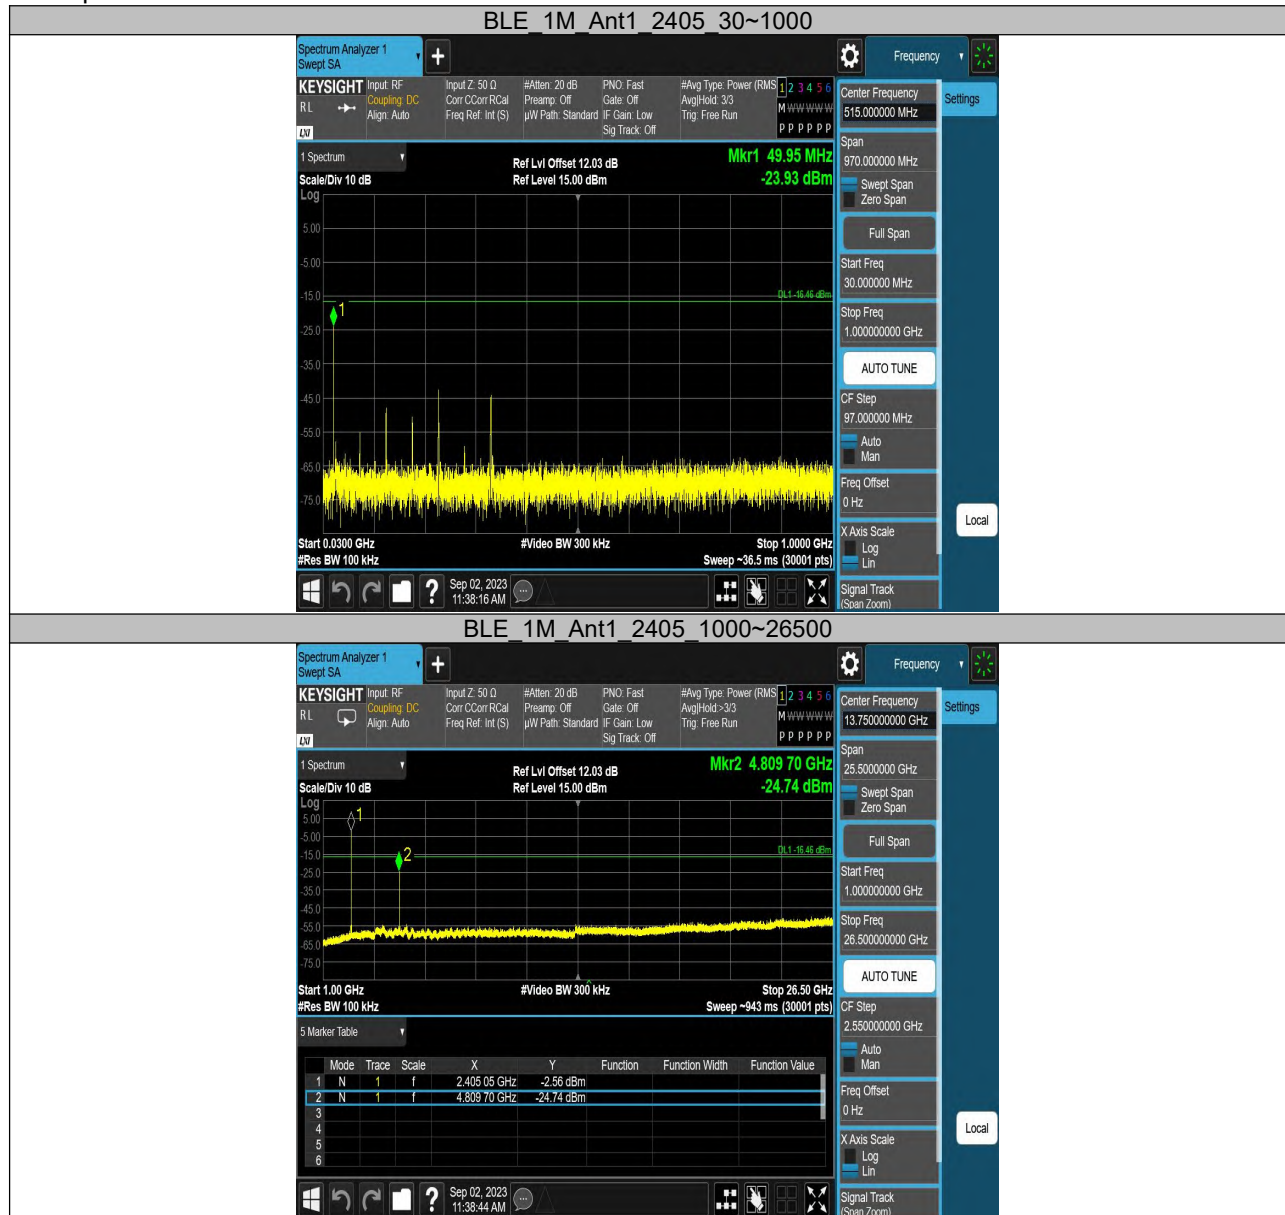 BLE_1M_Ant1_2405_30~1000
Spectrum Analyzer 1
Swept SA
+
Frequency
KEYSIGHT
RL
LXI
Input: RF
Coupling: DC
Align: Auto
Input Z: 50 Ω
Corr CCorr RCal
Freq Ref: Int (S)
#Atten: 20 dB
Preamp: Off
µW Path: Standard
PNO: Fast
Gate: Off
IF Gain: Low
Sig Track: Off
#Avg Type: Power (RMS
Avg|Hold: 3/3
Trig: Free Run
1 2 3 4 5 6
M W W W W W
P P P P P P
1 Spectrum
Scale/Div 10 dB
Ref Lvl Offset 12.03 dB
Ref Level 15.00 dBm
Mkr1 49.95 MHz
-23.93 dBm
Log
5.00
-5.00
-15.0
-25.0
-35.0
-45.0
-55.0
-65.0
-75.0
DL1 -16.46 dBm
1
Start 0.0300 GHz
#Res BW 100 kHz
#Video BW 300 kHz
Stop 1.0000 GHz
Sweep ~36.5 ms (30001 pts)
?
Sep 02, 2023
11:38:16 AM
Center Frequency
515.000000 MHz
Span
970.000000 MHz
Swept Span
Zero Span
Full Span
Start Freq
30.000000 MHz
Stop Freq
1.000000000 GHz
AUTO TUNE
CF Step
97.000000 MHz
Auto
Man
Freq Offset
0 Hz
X Axis Scale
Log
Lin
Signal Track
(Span Zoom)
Settings
Local
BLE_1M_Ant1_2405_1000~26500
Spectrum Analyzer 1
Swept SA
+
Frequency
KEYSIGHT
RL
LXI
Input: RF
Coupling: DC
Align: Auto
Input Z: 50 Ω
Corr CCorr RCal
Freq Ref: Int (S)
#Atten: 20 dB
Preamp: Off
µW Path: Standard
PNO: Fast
Gate: Off
IF Gain: Low
Sig Track: Off
#Avg Type: Power (RMS
Avg|Hold:>3/3
Trig: Free Run
1 2 3 4 5 6
M W W W W W
P P P P P P
1 Spectrum
Scale/Div 10 dB
Ref Lvl Offset 12.03 dB
Ref Level 15.00 dBm
Mkr2 4.809 70 GHz
-24.74 dBm
Log
5.00
-5.00
-15.0
-25.0
-35.0
-45.0
-55.0
-65.0
-75.0
DL1 -16.46 dBm
1
2
Start 1.00 GHz
#Res BW 100 kHz
#Video BW 300 kHz
Stop 26.50 GHz
Sweep ~943 ms (30001 pts)
5 Marker Table
Mode Trace Scale X Y Function Function Width Function Value
1 N 1 f 2.405 05 GHz -2.56 dBm
2 N 1 f 4.809 70 GHz -24.74 dBm
3
4
5
6
?
Sep 02, 2023
11:38:44 AM
Center Frequency
13.750000000 GHz
Span
25.5000000 GHz
Swept Span
Zero Span
Full Span
Start Freq
1.000000000 GHz
Stop Freq
26.500000000 GHz
AUTO TUNE
CF Step
2.550000000 GHz
Auto
Man
Freq Offset
0 Hz
X Axis Scale
Log
Lin
Signal Track
(Span Zoom)
Settings
Local